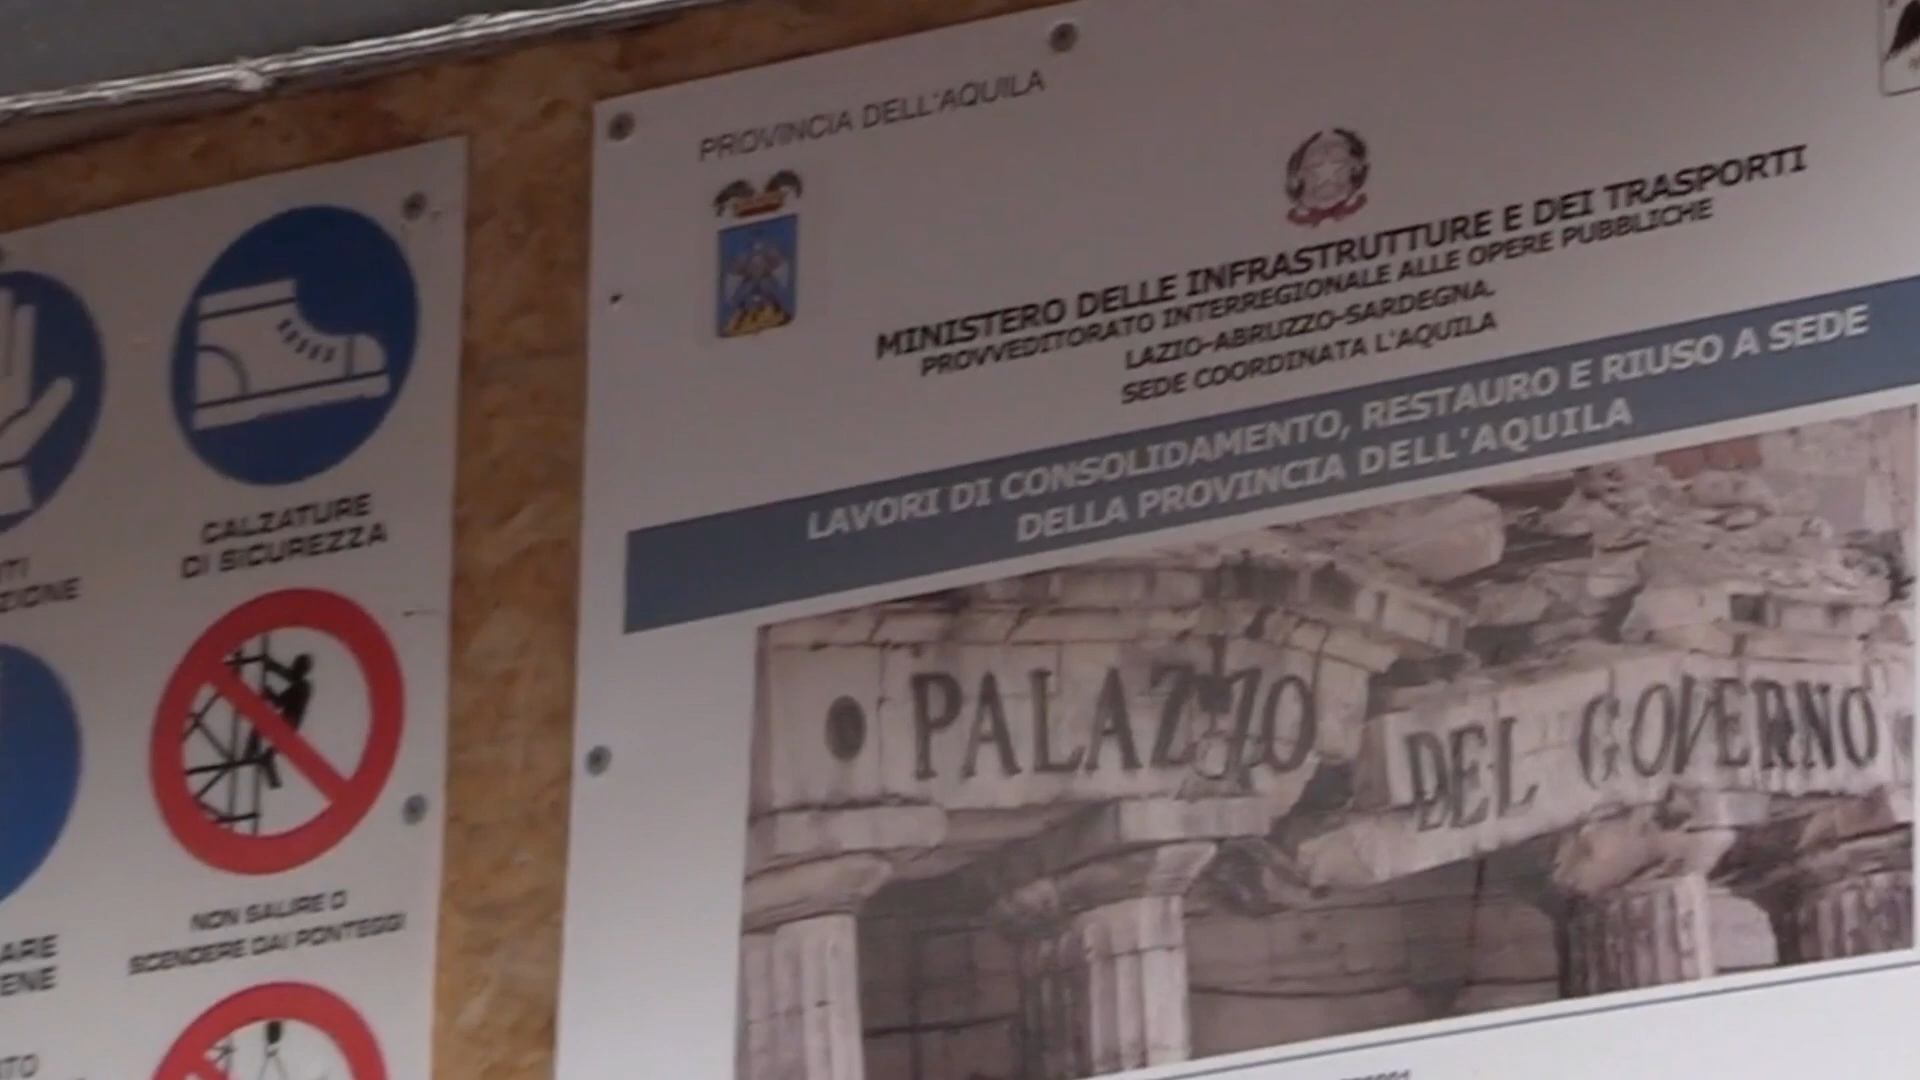 PROVINCIA DELL'AQUILA
MINISTERO DELLE INFRASTRUTTURE E DEI TRASPORTI
PROVVEDITORATO INTERREGIONALE ALLE OPERE PUBBLICHE
LAZIO-ABRUZZO-SARDEGNA.
SEDE COORDINATA L'AQUILA
LAVORI DI CONSOLIDAMENTO, RESTAURO E RIUSO A SEDE
DELLA PROVINCIA DELL'AQUILA
PALAZZO DEL GOVERNO
CALZATURE
DI SICUREZZA
NON SALIRE O
SCENDERE DAI PONTEGGI